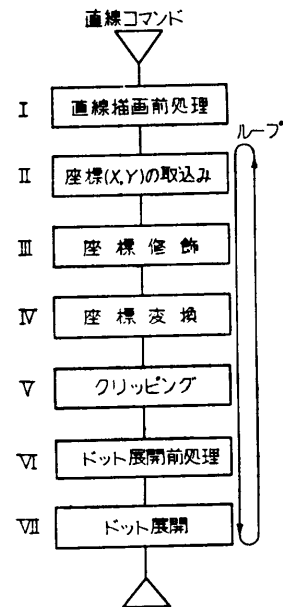 直線コマンド
I 直線描画前処理
ループ
II 座標(X,Y)の取込み
III 座標修飾
IV 座標変換
V クリッピング
VI ドット展開前処理
VII ドット展開